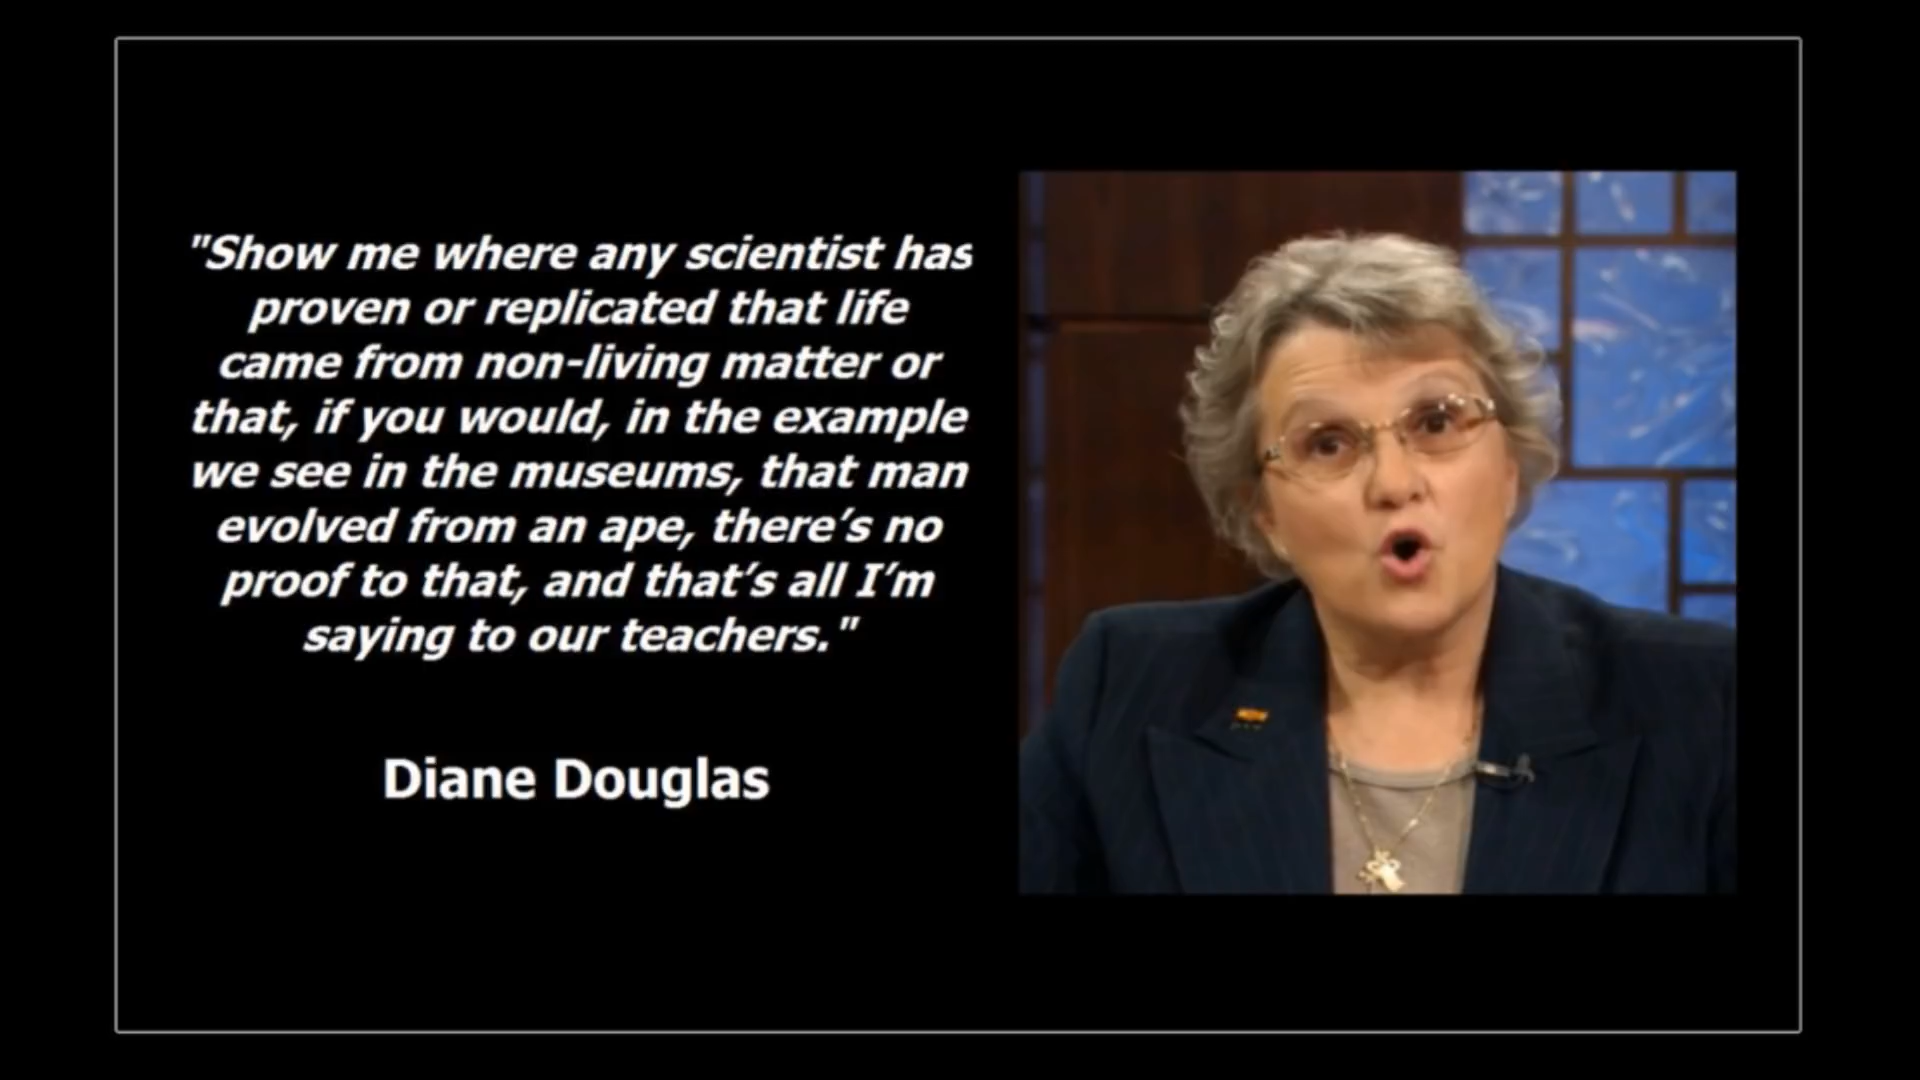 "Show me where any scientist has
proven or replicated that life
came from non-living matter or
that, if you would, in the example
we see in the museums, that man
evolved from an ape, there’s no
proof to that, and that’s all I’m
saying to our teachers."
Diane Douglas